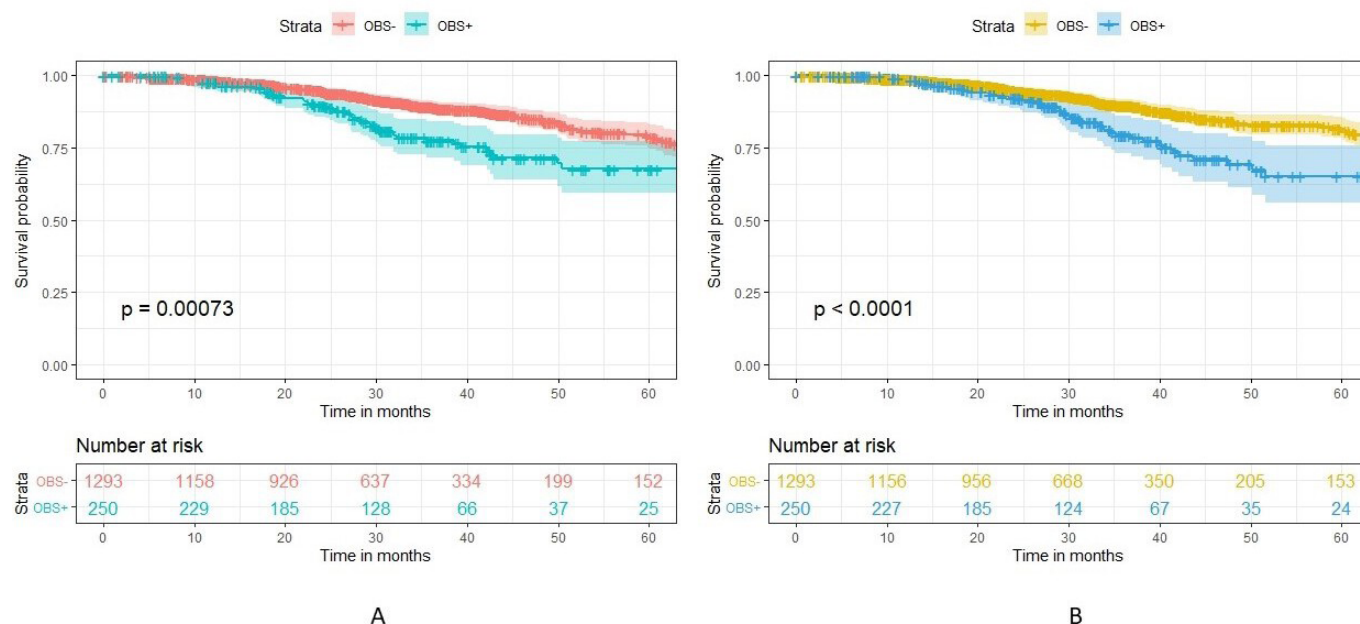 Strata OBS- OBS+
1.00
0.75
0.50
0.25
0.00
Survival probability
p = 0.00073
0 10 20 30 40 50 60
Time in months
Number at risk
Strata
OBS- 1293 1158 926 637 334 199 152
OBS+ 250 229 185 128 66 37 25
0 10 20 30 40 50 60
Time in months
A
Strata OBS- OBS+
1.00
0.75
0.50
0.25
0.00
Survival probability
p < 0.0001
0 10 20 30 40 50 60
Time in months
Number at risk
Strata
OBS- 1293 1156 956 668 350 205 153
OBS+ 250 227 185 124 67 35 24
0 10 20 30 40 50 60
Time in months
B